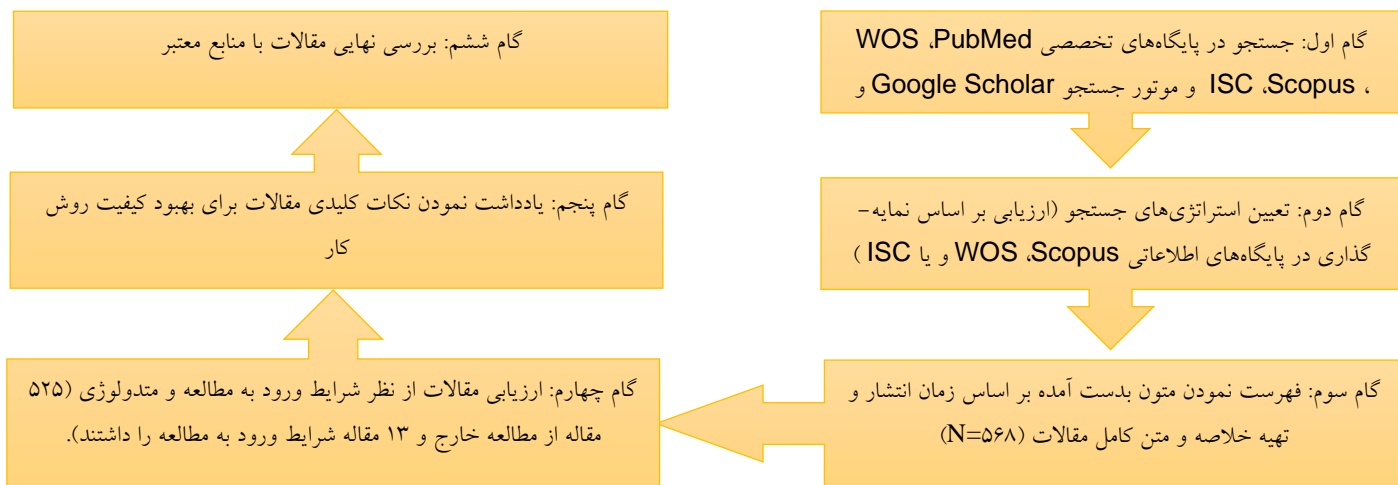 گام اول: جستجو در پایگاه‌های تخصصی WOS ،PubMed
، ISC ،Scopus و موتور جستجو Google Scholar و
گام دوم: تعیین استراتژی‌های جستجو (ارزیابی بر اساس نمایه-
گذاری در پایگاه‌های اطلاعاتی WOS ،Scopus و یا ISC )
گام سوم: فهرست نمودن متون بدست آمده بر اساس زمان انتشار و
تهیه خلاصه و متن کامل مقالات (N=۵۶۸)
گام چهارم: ارزیابی مقالات از نظر شرایط ورود به مطالعه و متدولوژی (۵۲۵
مقاله از مطالعه خارج و ۱۳ مقاله شرایط ورود به مطالعه را داشتند).
گام پنجم: یادداشت نمودن نکات کلیدی مقالات برای بهبود کیفیت روش
کار
گام ششم: بررسی نهایی مقالات با منابع معتبر